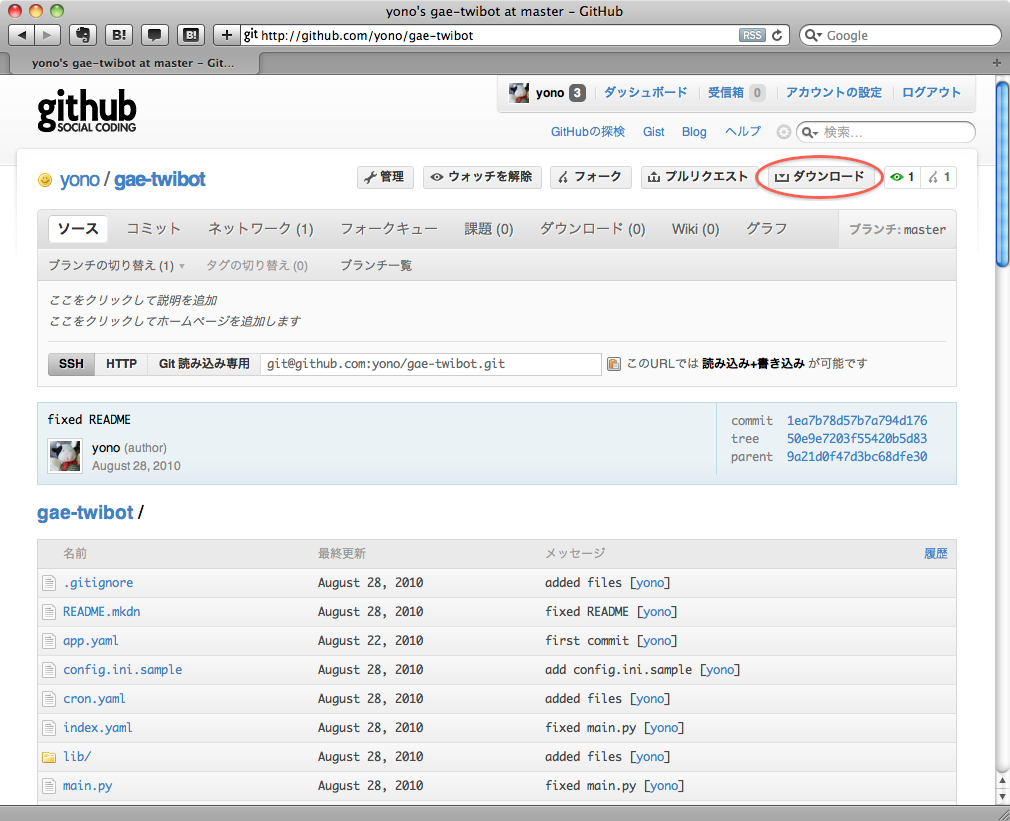 yono's gae-twibot at master – GitHub
B! B! + git http://github.com/yono/gae-twibot RSS Google
yono's gae-twibot at master – Git...
github
SOCIAL CODING
yono 3 ダッシュボード 受信箱 0 アカウントの設定 ログアウト
GitHubの探検 Gist Blog ヘルプ 検索...
yono / gae-twibot 管理 ウォッチを解除 フォーク プルリクエスト ダウンロード 1 1
ソース コミット ネットワーク (1) フォークキュー 課題 (0) ダウンロード (0) Wiki (0) グラフ ブランチ: master
ブランチの切り替え (1) タグの切り替え (0) ブランチ一覧
ここをクリックして説明を追加
ここをクリックしてホームページを追加します
SSH HTTP Git 読み込み専用 git@github.com:yono/gae-twibot.git このURLでは 読み込み+書き込み が可能です
fixed README
yono (author)
August 28, 2010
commit 1ea7b78d57b7a794d176
tree 50e9e7203f55420b5d83
parent 9a21d0f47d3bc68dfe30
gae-twibot /
名前 最終更新 メッセージ 履歴
.gitignore August 28, 2010 added files [yono]
README.mkdn August 28, 2010 fixed README [yono]
app.yaml August 22, 2010 first commit [yono]
config.ini.sample August 28, 2010 add config.ini.sample [yono]
cron.yaml August 28, 2010 added files [yono]
index.yaml August 28, 2010 fixed main.py [yono]
lib/ August 28, 2010 added files [yono]
main.py August 28, 2010 fixed main.py [yono]